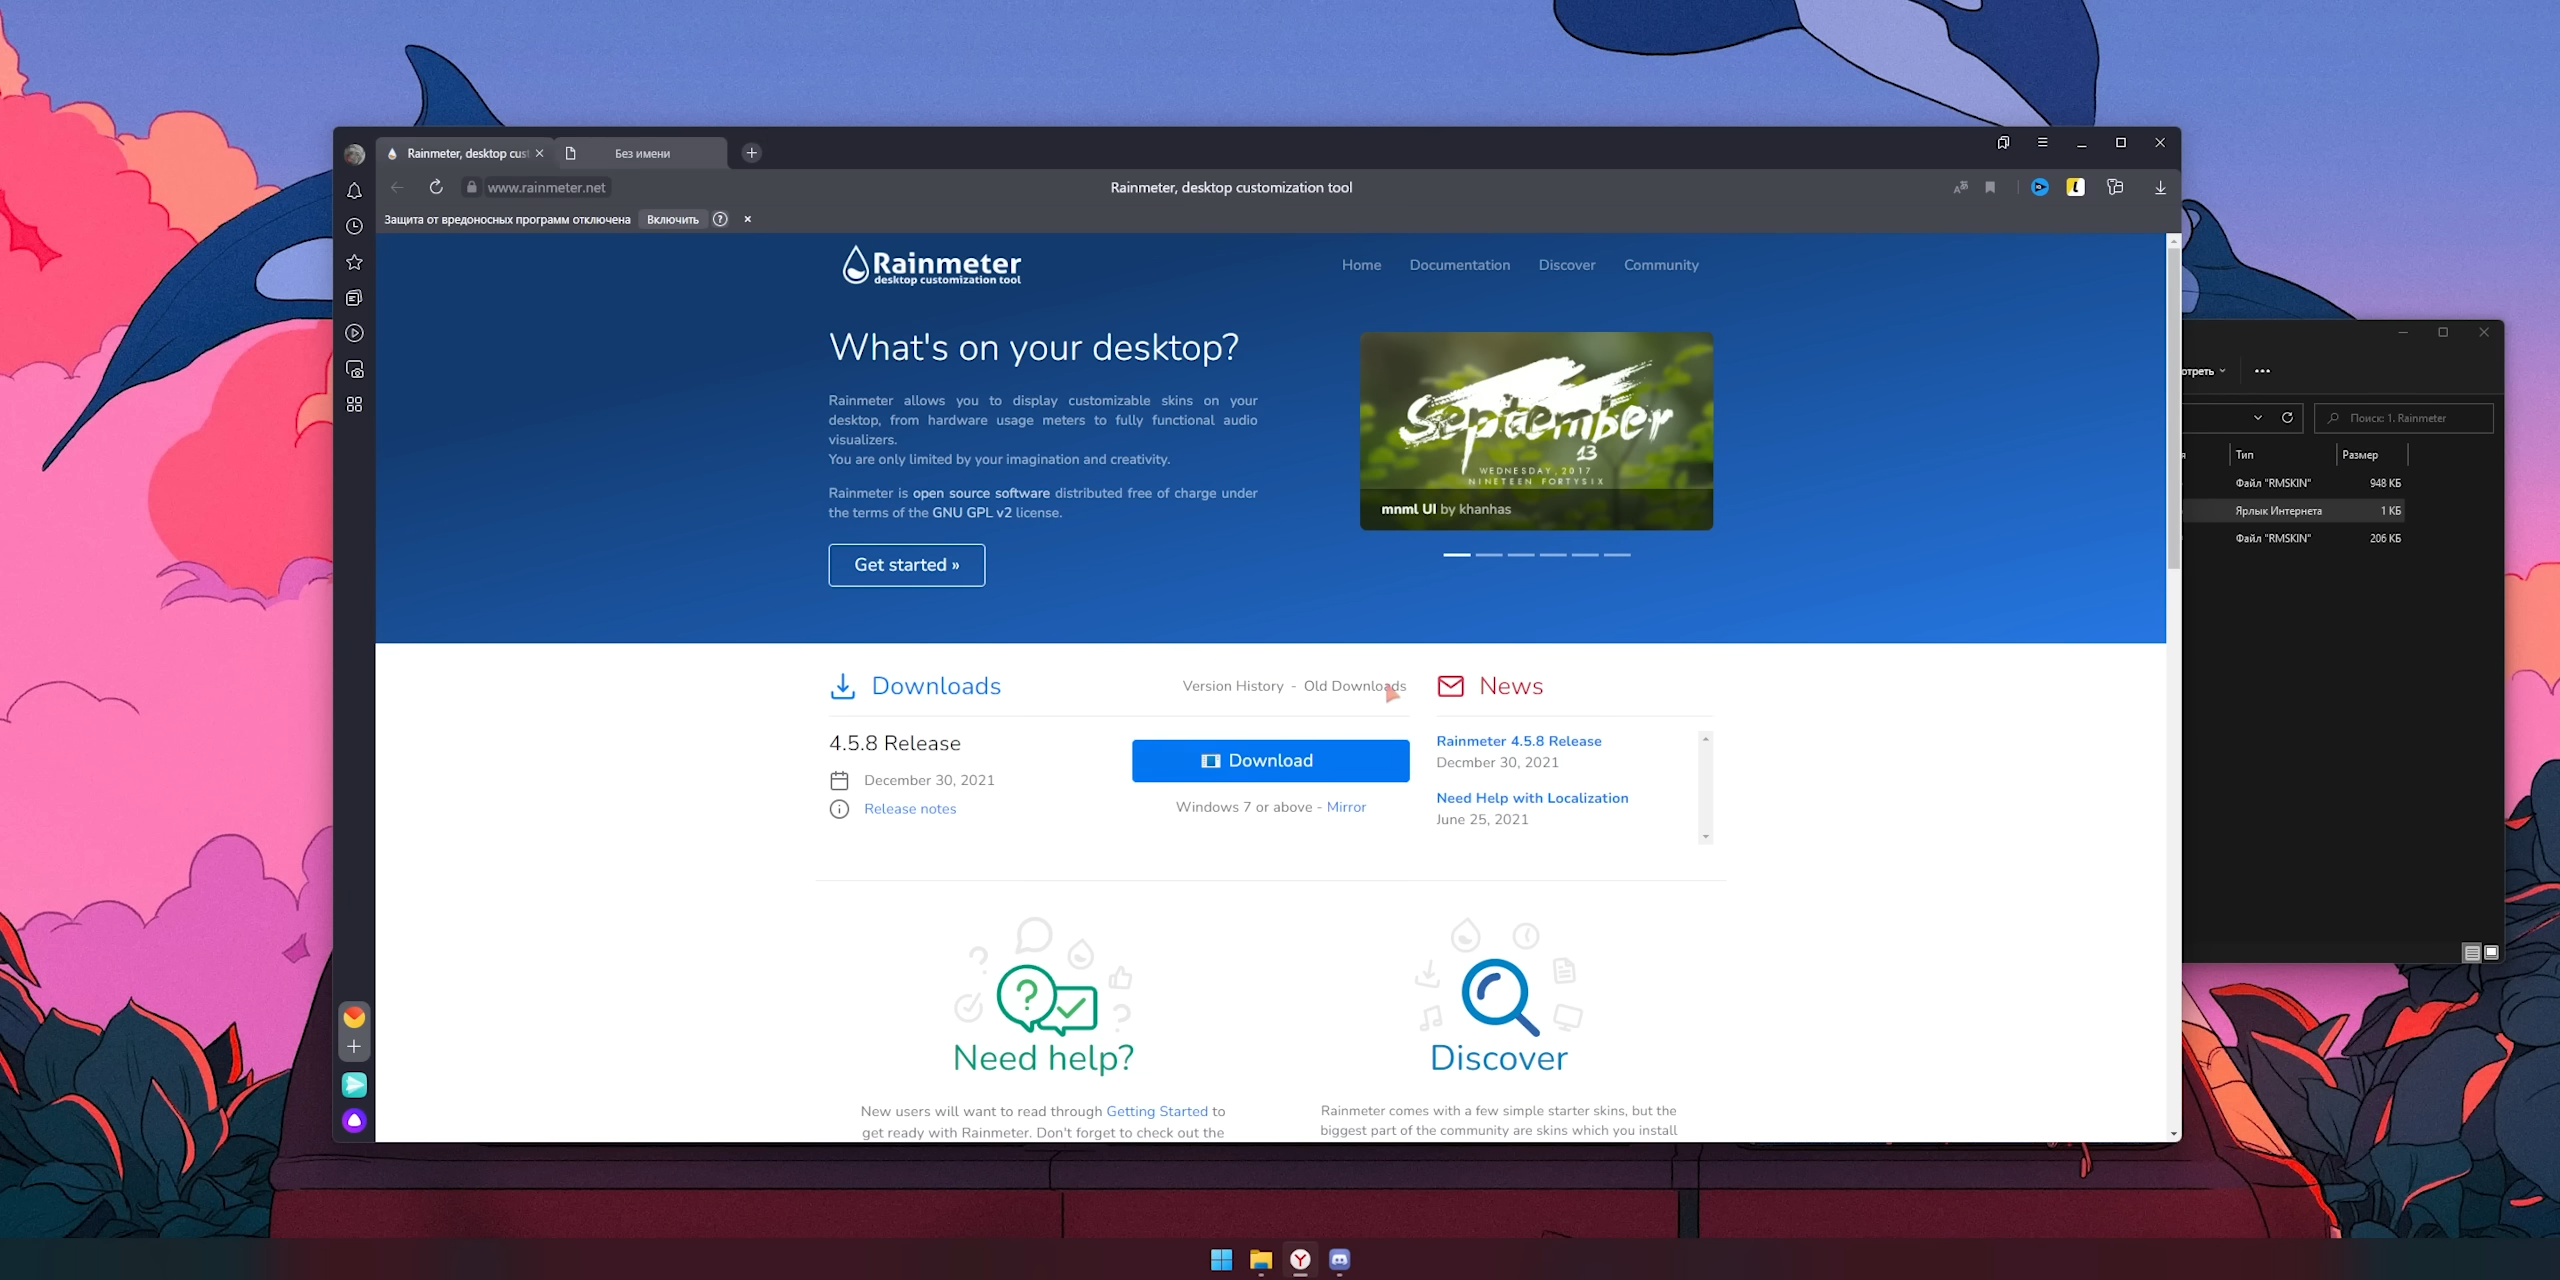 Rainmeter, desktop cus
Без имени
www.rainmeter.net
Rainmeter, desktop customization tool
Защита от вредоносных программ отключена Включить
Rainmeter
desktop customization tool
Home Documentation Discover Community
What's on your desktop?
Rainmeter allows you to display customizable skins on your
desktop, from hardware usage meters to fully functional audio
visualizers.
You are only limited by your imagination and creativity.
Rainmeter is open source software distributed free of charge under
the terms of the GNU GPL v2 license.
Get started »
September
13
WEDNESDAY, 2017
NINETEEN FORTYSIX
mnml UI by khanhas
Downloads
Version History - Old Downloads
4.5.8 Release
December 30, 2021
Release notes
Download
Windows 7 or above - Mirror
News
Rainmeter 4.5.8 Release
Decmber 30, 2021
Need Help with Localization
June 25, 2021
Need help?
New users will want to read through Getting Started to
get ready with Rainmeter. Don't forget to check out the
Discover
Rainmeter comes with a few simple starter skins, but the
biggest part of the community are skins which you install
отреть
Поиск: 1. Rainmeter
я Тип Размер
Файл "RMSKIN" 948 КБ
Ярлык Интернета 1 КБ
Файл "RMSKIN" 206 КБ